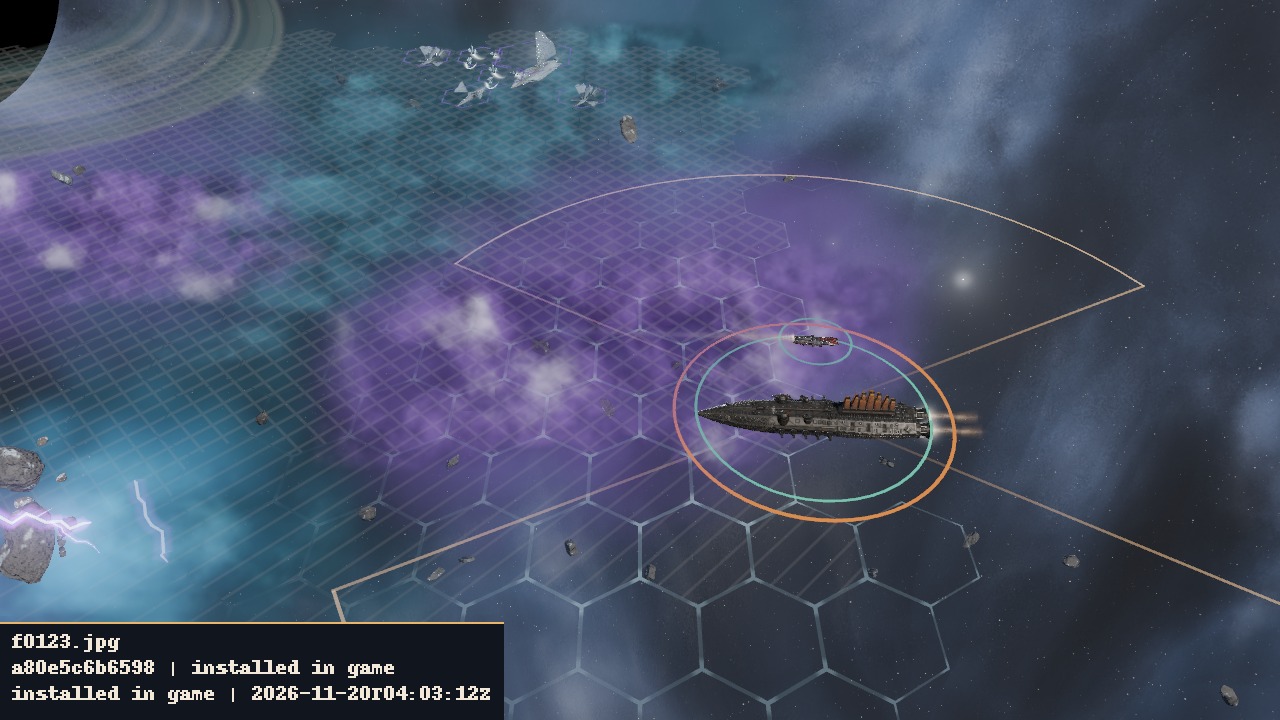 f0123.jpg
a80e5c6b6598 | installed in game
installed in game | 2026-11-20T04:03:12Z